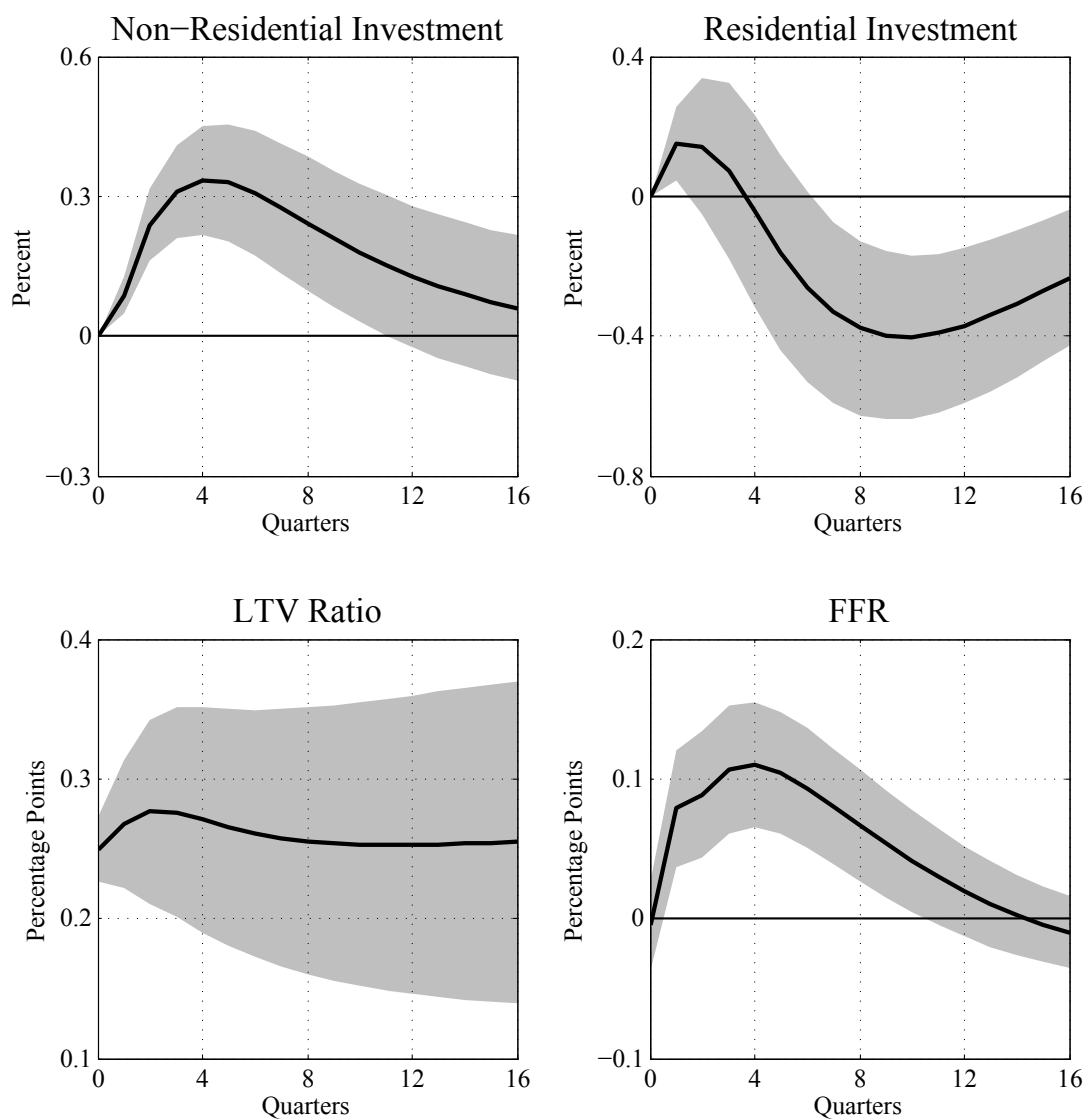 Non−Residential Investment
Percent
0.6
0.3
0
−0.3
0 4 8 12 16
Quarters
Residential Investment
Percent
0.4
0
−0.4
−0.8
0 4 8 12 16
Quarters
LTV Ratio
Percentage Points
0.4
0.3
0.2
0.1
0 4 8 12 16
Quarters
FFR
Percentage Points
0.2
0.1
0
−0.1
0 4 8 12 16
Quarters